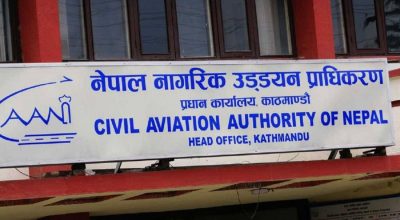 CAAN
नेपाल नागरिक उड्डयन प्राधिकरण
प्रधान कार्यालय, काठमाण्डौ
CIVIL AVIATION AUTHORITY OF NEPAL
HEAD OFFICE, KATHMANDU